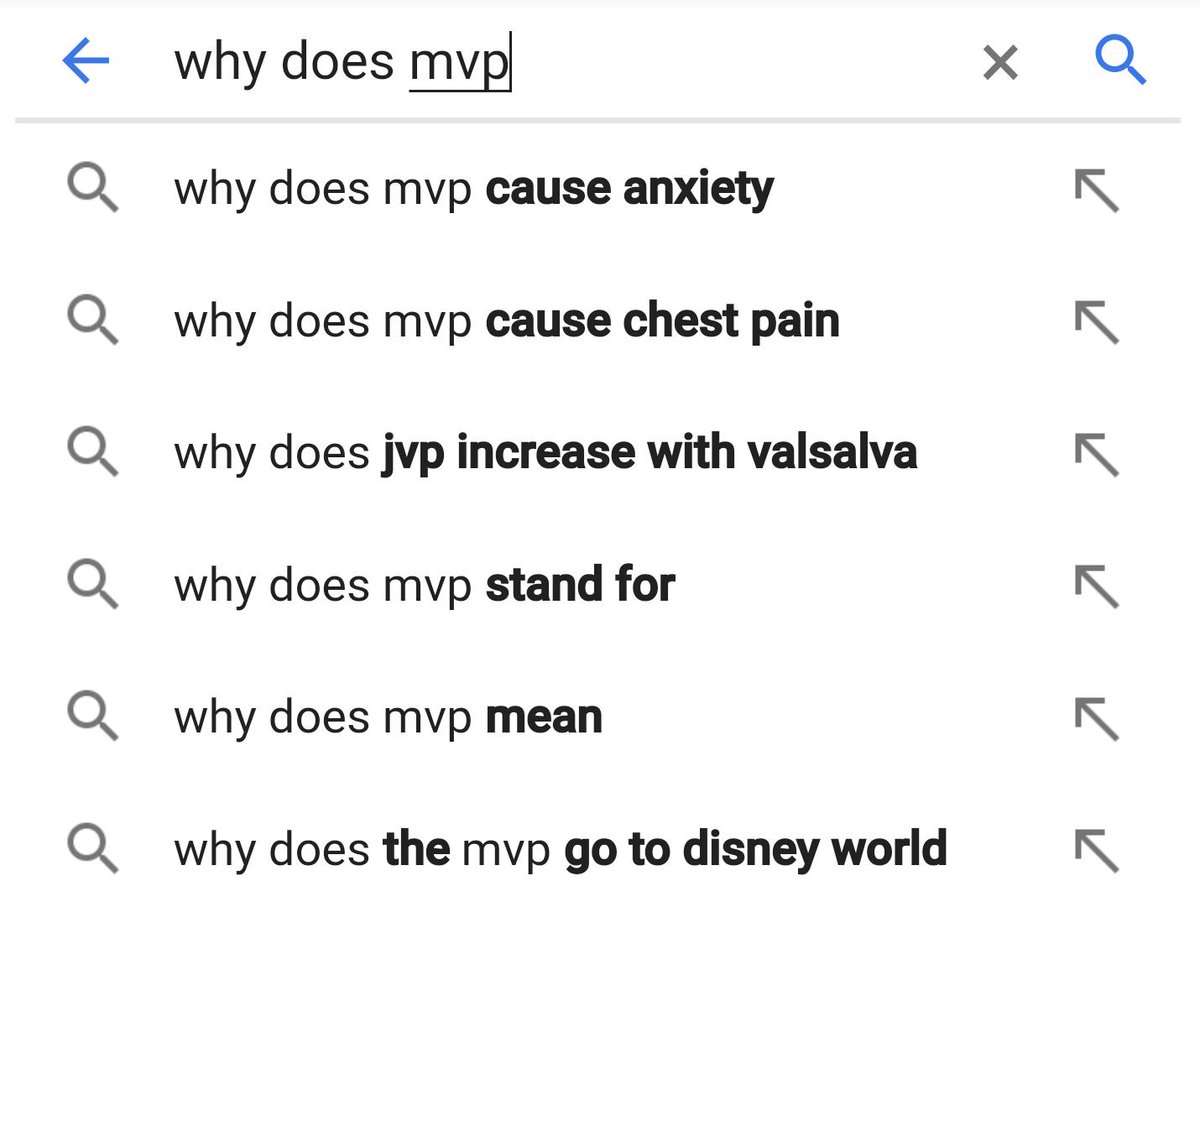 why does mvp
why does mvp cause anxiety
why does mvp cause chest pain
why does jvp increase with valsalva
why does mvp stand for
why does mvp mean
why does the mvp go to disney world